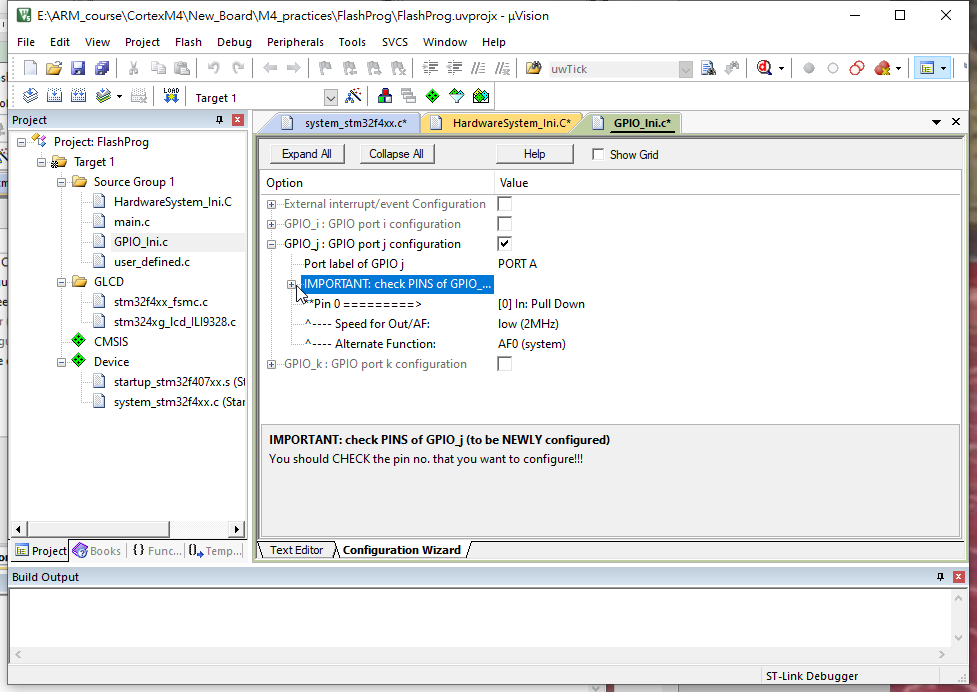 E:\ARM_course\CortexM4\New_Board\M4_practices\FlashProg\FlashProg.uvprojx - µVision
File Edit View Project Flash Debug Peripherals Tools SVCS Window Help
uwTick
LOAD Target 1
Project
Project: FlashProg
Target 1
Source Group 1
HardwareSystem_Ini.C
main.c
GPIO_Ini.c
user_defined.c
GLCD
stm32f4xx_fsmc.c
stm324xg_lcd_ILI9328.c
CMSIS
Device
startup_stm32f407xx.s (St
system_stm32f4xx.c (Star
Project Books {} Func... {} Temp...
system_stm32f4xx.c* HardwareSystem_Ini.C* GPIO_Ini.c*
Expand All Collapse All Help Show Grid
Option Value
External interrupt/event Configuration
GPIO_i : GPIO port i configuration
GPIO_j : GPIO port j configuration
Port label of GPIO j PORT A
IMPORTANT: check PINS of GPIO_...
**Pin 0 =========> [0] In: Pull Down
^---- Speed for Out/AF: low (2MHz)
^---- Alternate Function: AF0 (system)
GPIO_k : GPIO port k configuration
IMPORTANT: check PINS of GPIO_j (to be NEWLY configured)
You should CHECK the pin no. that you want to configure!!!
Text Editor Configuration Wizard
Build Output
ST-Link Debugger